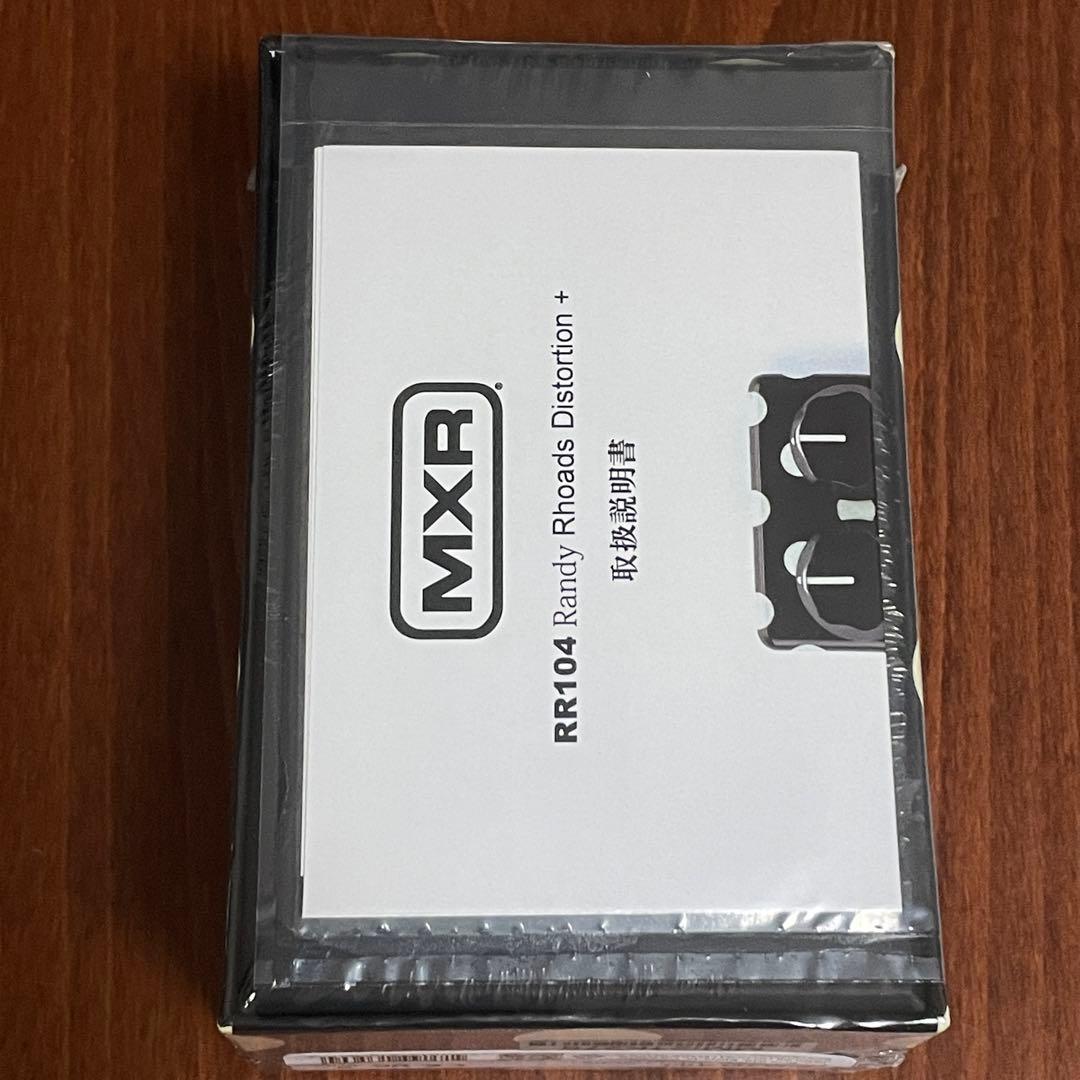 MXR
RR104 Randy Rhoads Distortion +
取扱説明書